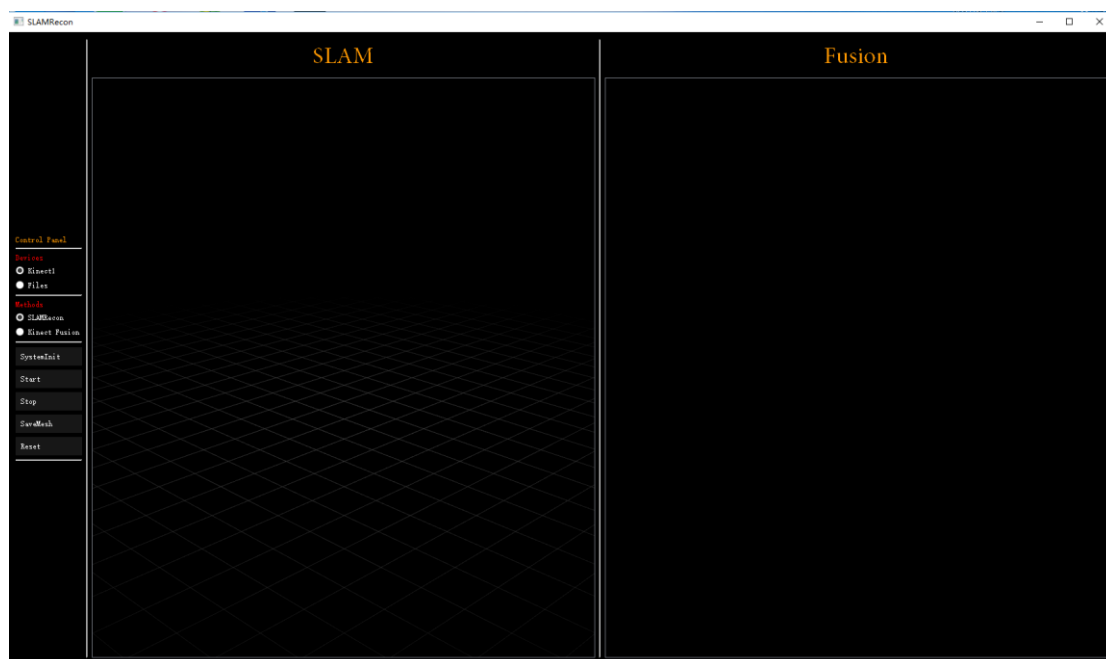 SLAMRecon
SLAM
Fusion
Control Panel
Devices
Kinect1
Files
Methods
SLAMRecon
Kinect Fusion
SystemInit
Start
Stop
SaveMesh
Reset